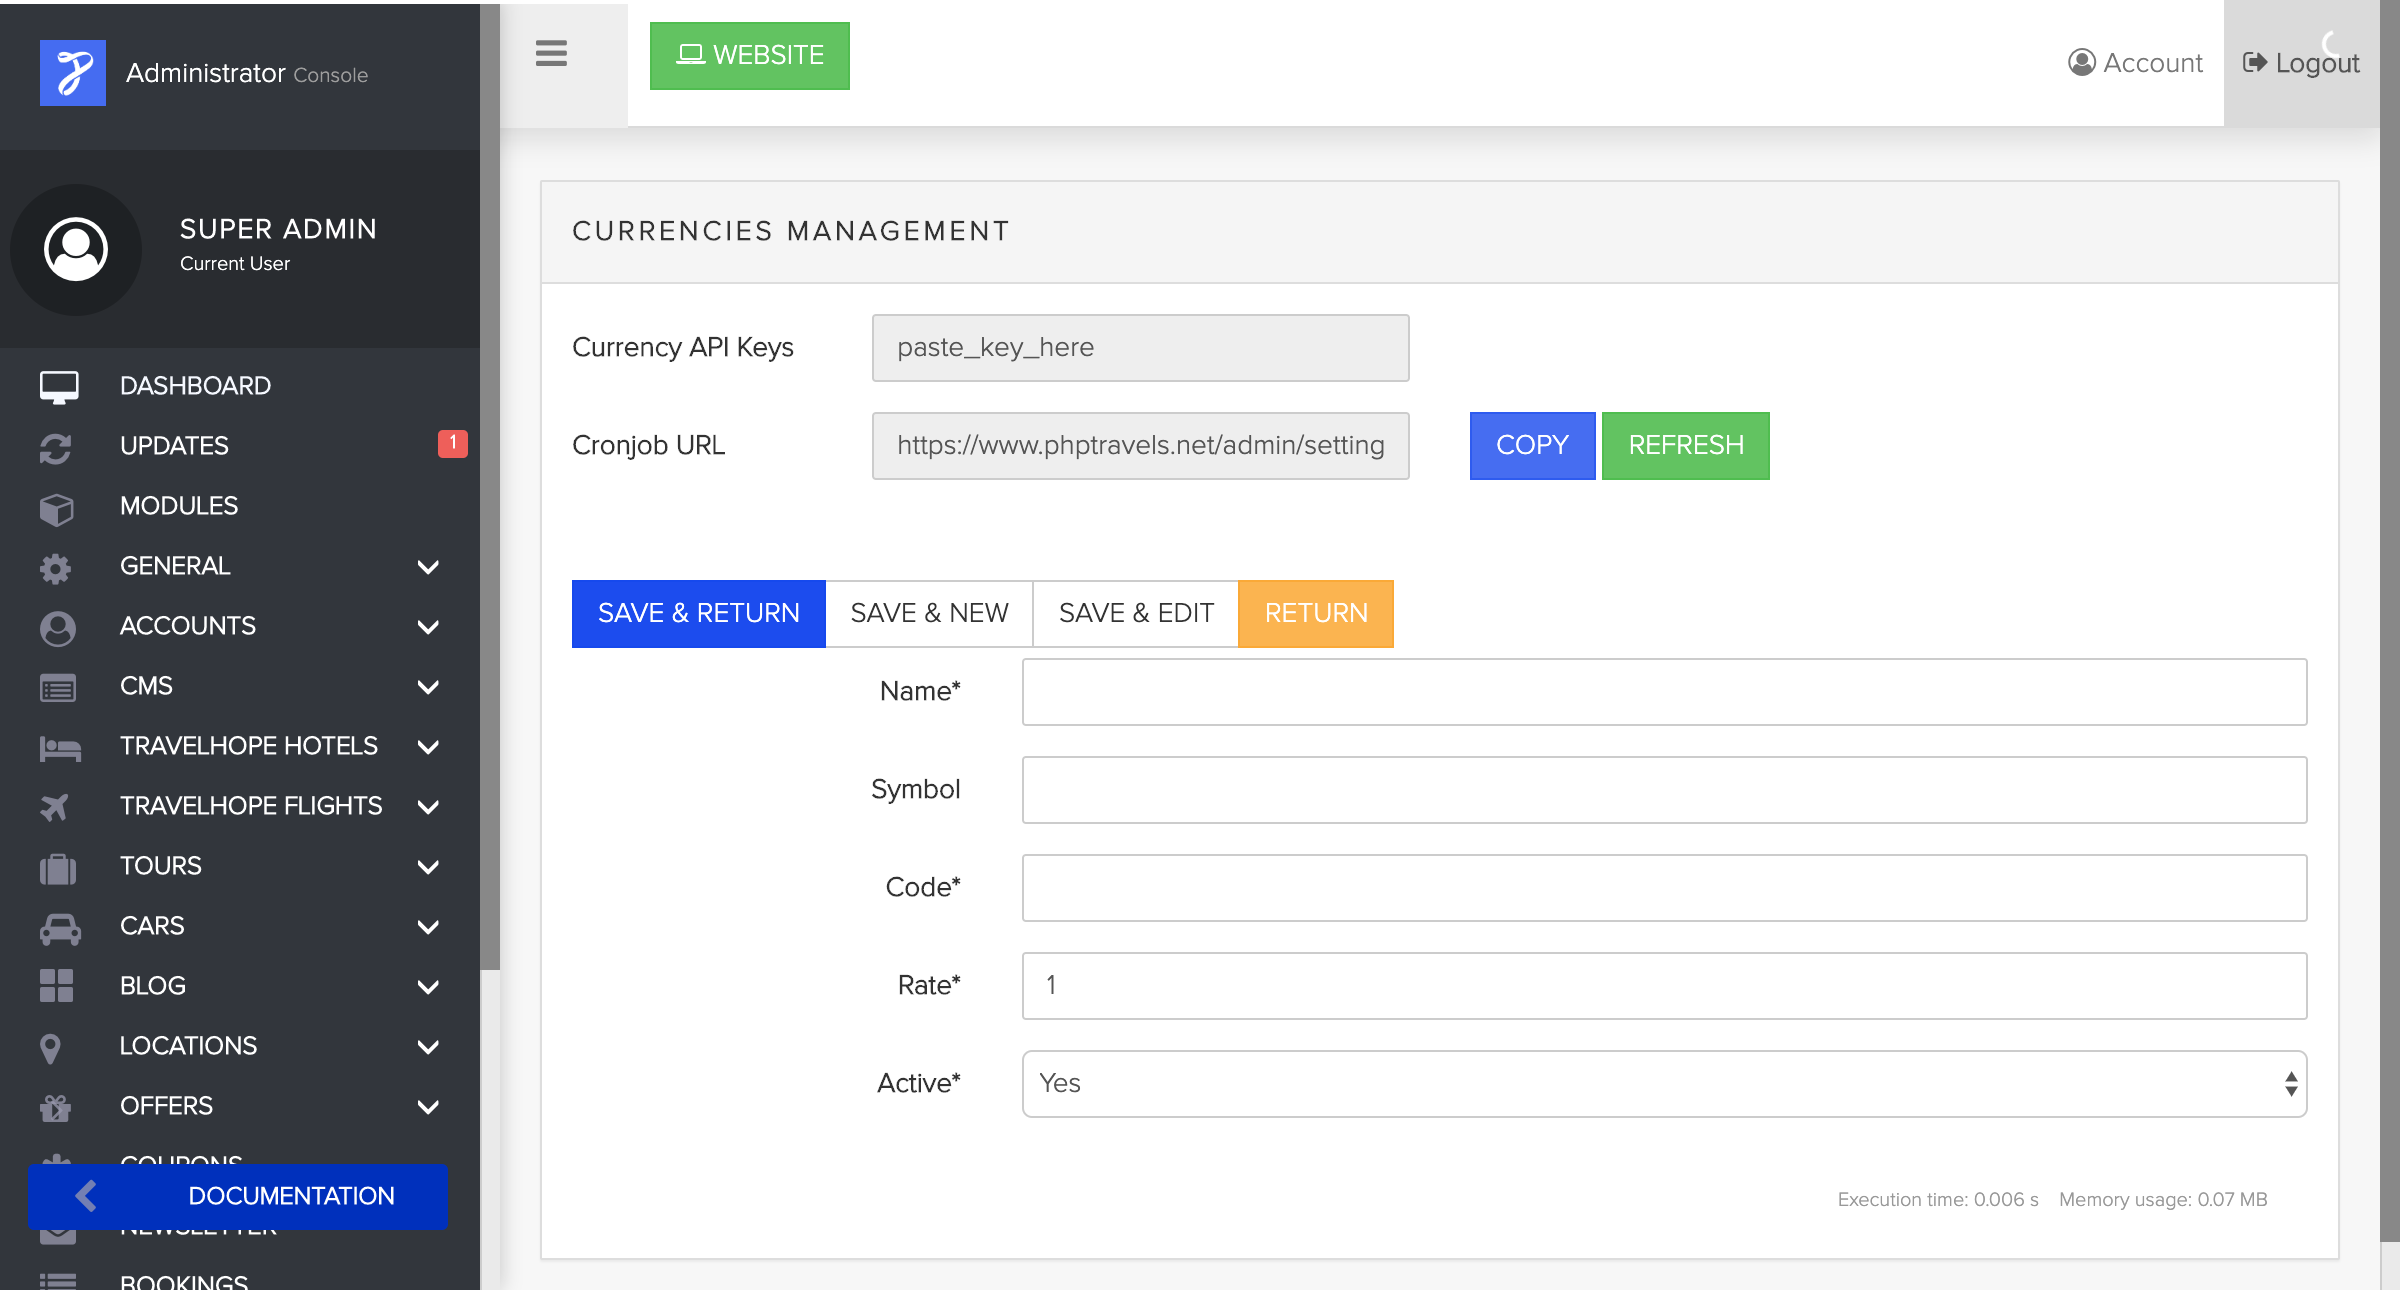 Administrator Console
WEBSITE
Account
Logout
SUPER ADMIN
Current User
DASHBOARD
UPDATES 1
MODULES
GENERAL
ACCOUNTS
CMS
TRAVELHOPE HOTELS
TRAVELHOPE FLIGHTS
TOURS
CARS
BLOG
LOCATIONS
OFFERS
COUPONS
DOCUMENTATION
NEWSLETTER
BOOKINGS
CURRENCIES MANAGEMENT
Currency API Keys paste_key_here
Cronjob URL https://www.phptravels.net/admin/setting COPY REFRESH
SAVE & RETURN SAVE & NEW SAVE & EDIT RETURN
Name*
Symbol
Code*
Rate* 1
Active* Yes
Execution time: 0.006 s Memory usage: 0.07 MB